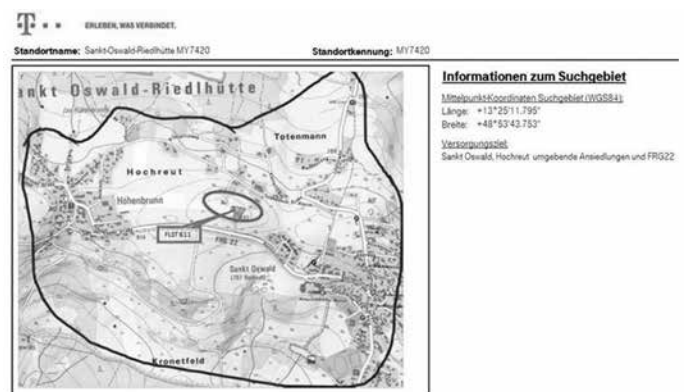 T
ERLEBEN, WAS VERBINDET.
Standortname: Sankt-Oswald-Riedlhütte MY7420
Standortkennung: MY7420
Informationen zum Suchgebiet
Mittelpunkt-Koordinaten Suchgebiet (WGS84):
Länge: +13°25'11.795"
Breite: +48°53'43.753"
Versorgungsziel:
Sankt Oswald, Hochreut umgebende Ansiedlungen und FRG22
ankt Oswald-Riedlhütte
Totenmann
Hochreut
Hohenbrunn
FRG 22
Sankt Oswald
Kronetfeld